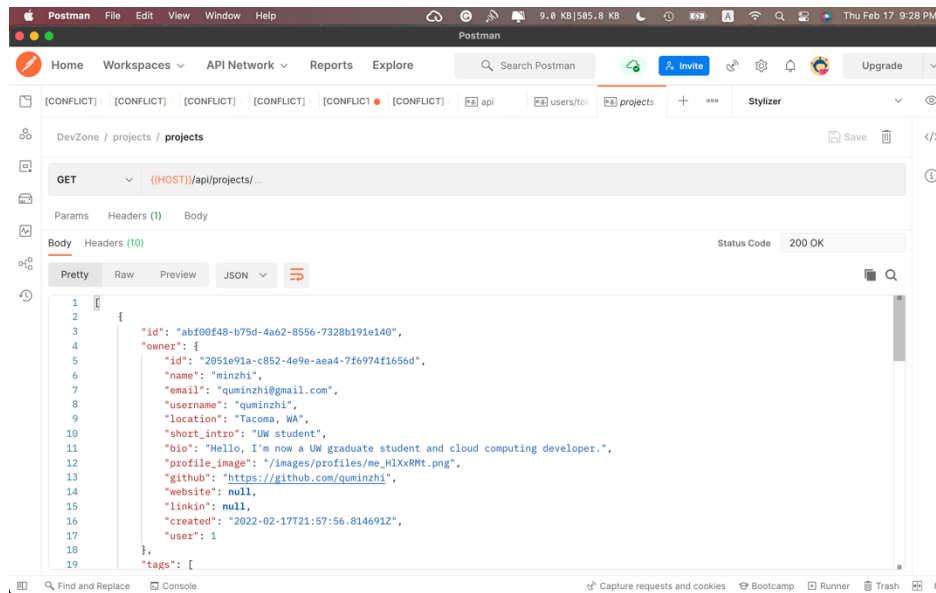 Postman File Edit View Window Help 9.0 KB|505.8 KB A Thu Feb 17 9:28 PM
Postman
Home Workspaces API Network Reports Explore Search Postman Invite Upgrade
[CONFLICT] [CONFLICT] [CONFLICT] [CONFLICT] [CONFLICT [CONFLICT] e.g. api e.g. users/tok e.g. projects + ooo Stylizer
DevZone / projects / projects Save
GET {{HOST}}/api/projects/ ...
Params Headers (1) Body
Body Headers (10) Status Code 200 OK
Pretty Raw Preview JSON
1 [
2 {
3 "id": "abf00f48-b75d-4a62-8556-7328b191e140",
4 "owner": {
5 "id": "2051e91a-c852-4e9e-aea4-7f6974f1656d",
6 "name": "minzhi",
7 "email": "quminzhi@gmail.com",
8 "username": "quminzhi",
9 "location": "Tacoma, WA",
10 "short_intro": "UW student",
11 "bio": "Hello, I'm now a UW graduate student and cloud computing developer.",
12 "profile_image": "/images/profiles/me_HlXxRMt.png",
13 "github": "https://github.com/quminzhi",
14 "website": null,
15 "linkin": null,
16 "created": "2022-02-17T21:57:56.814691Z",
17 "user": 1
18 },
19 "tags": [
Find and Replace Console Capture requests and cookies Bootcamp Runner Trash